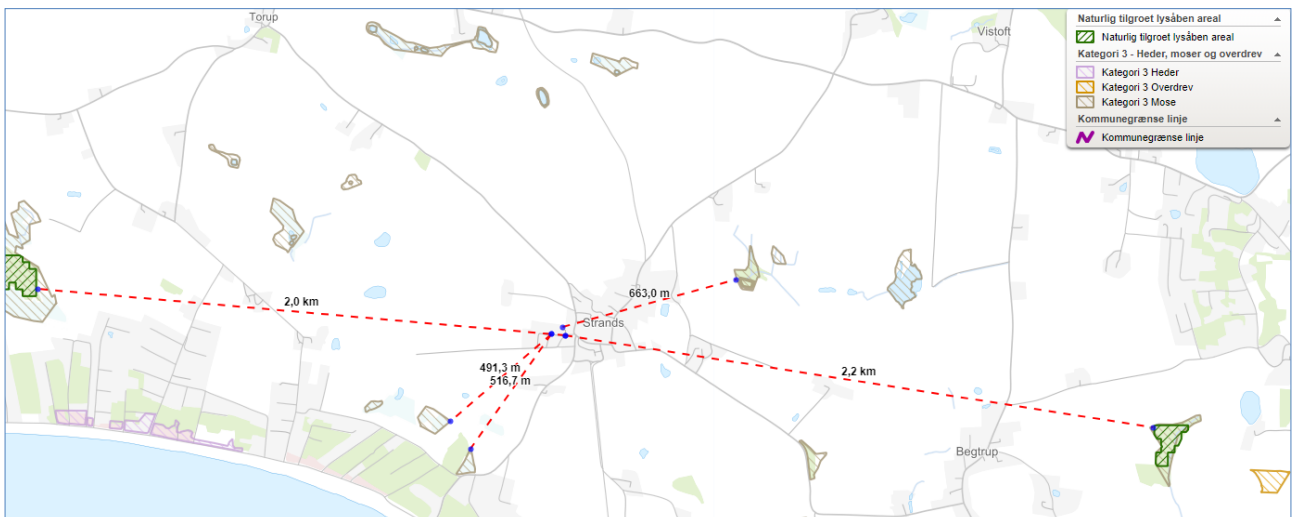 Torup
Vistoft
Naturlig tilgroet lysåben areal
Naturlig tilgroet lysåben areal
Kategori 3 - Heder, moser og overdrev
Kategori 3 Heder
Kategori 3 Overdrev
Kategori 3 Mose
Kommunegrænse linje
Kommunegrænse linje
2,0 km
663,0 m
Strands
491,3 m
516,7 m
2,2 km
Begtrup